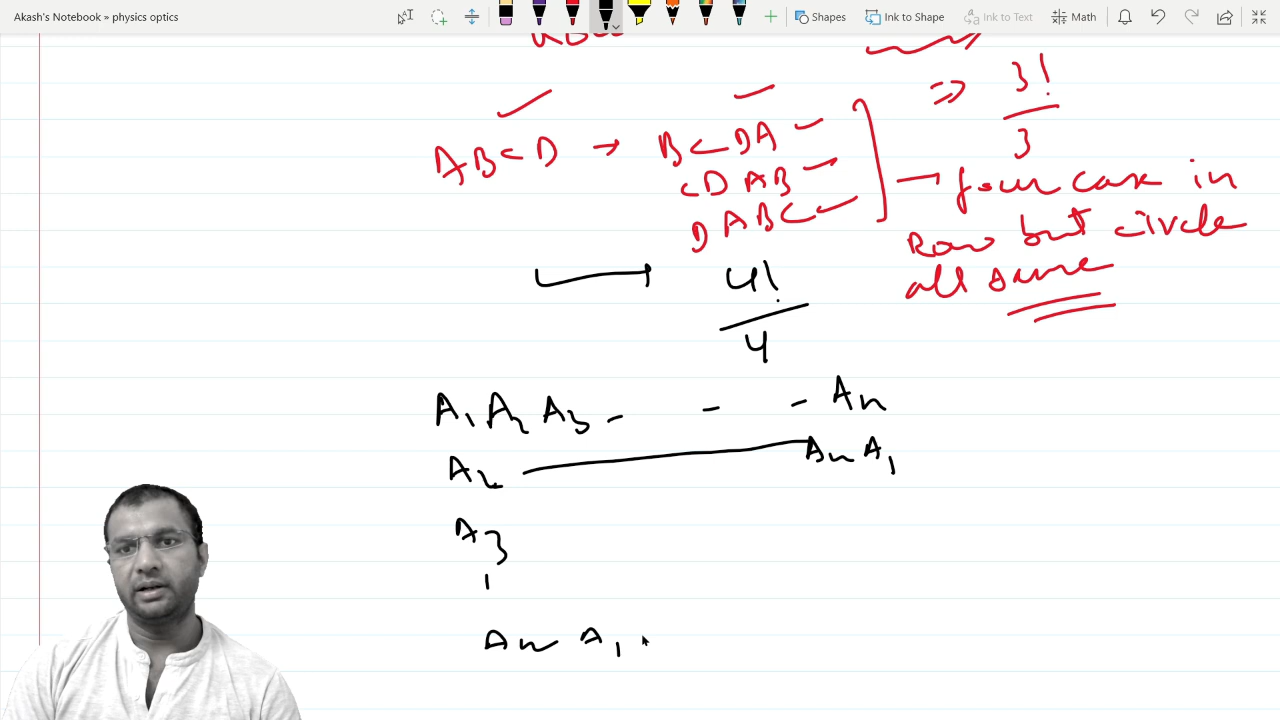 Akash's Notebook » physics optics
Shapes
Ink to Shape
Ink to Text
Math
⇒ 3!
3
ABCD → BCDA
CDAB
DABC
→ four case in
Row but circle
all same
4!
4
A1 A2 A3 - - - An
A2 An A1
A3
An A1